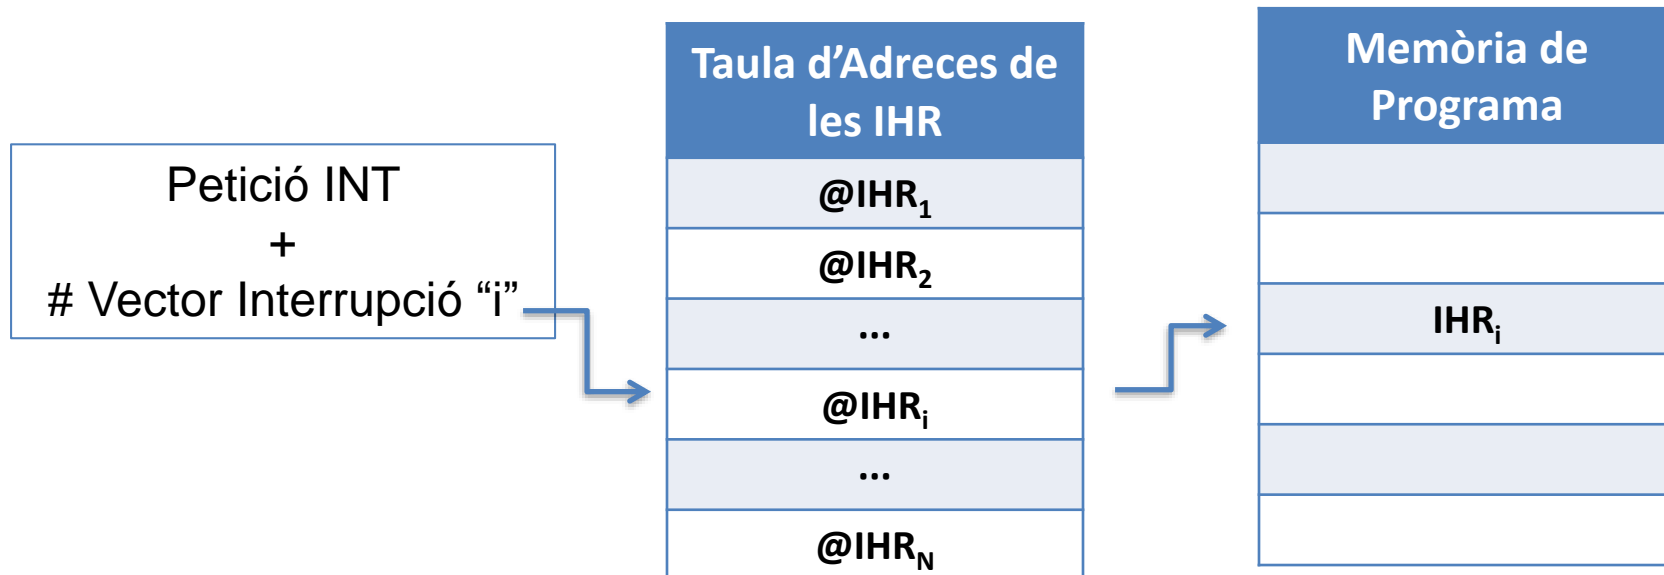 Petició INT
+
# Vector Interrupció “i”
Taula d’Adreces de
les IHR
@IHR1
@IHR2
...
@IHRi
...
@IHRN
Memòria de
Programa
IHRi